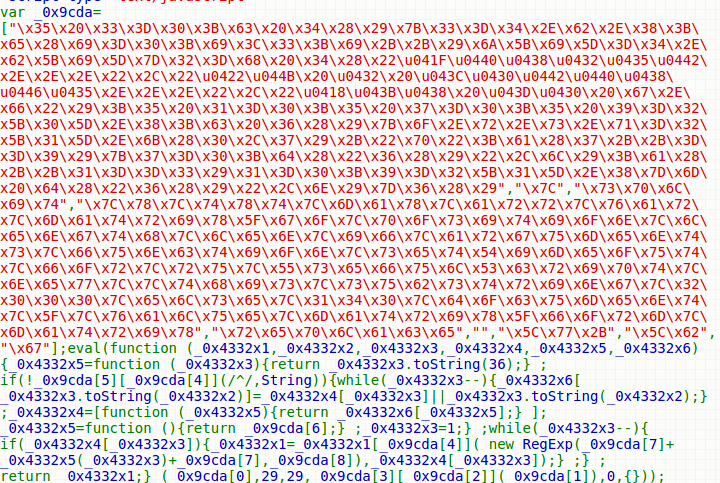 var _0x9cda=
["\x35\x20\x33\x3D\x30\x3B\x63\x20\x34\x28\x29\x7B\x33\x3D\x34\x2E\x62\x2E\x38\x3B\
\x65\x28\x69\x3D\x30\x3B\x69\x3C\x33\x3B\x69\x2B\x2B\x29\x6A\x5B\x69\x5D\x3D\x34\x2E\
\x62\x5B\x69\x5D\x7D\x32\x3D\x68\x20\x34\x28\x22\u041F\u0440\u0438\u0432\u0435\u0442\
\x2E\x2E\x2E\x22\x2C\x22\u0422\u044B\x20\u0432\x20\u043C\u0430\u0442\u0440\u0438\
\u0446\u0435\x2E\x2E\x2E\x22\x2C\x22\u0418\u043B\u0438\x20\u043D\u0430\x20\x67\x2E\
\x66\x22\x29\x3B\x35\x20\x31\x3D\x30\x3B\x35\x20\x37\x3D\x30\x3B\x35\x20\x39\x3D\x32\
\x5B\x30\x5D\x2E\x38\x3B\x63\x20\x36\x28\x29\x7B\x6F\x2E\x72\x2E\x73\x2E\x71\x3D\x32\
\x5B\x31\x5D\x2E\x6B\x28\x30\x2C\x37\x29\x2B\x22\x70\x22\x3B\x61\x28\x37\x2B\x2B\x3D\
\x3D\x39\x29\x7B\x37\x3D\x30\x3B\x64\x28\x22\x36\x28\x29\x22\x2C\x6C\x29\x3B\x61\x28\
\x2B\x2B\x31\x3D\x3D\x33\x29\x31\x3D\x30\x3B\x39\x3D\x32\x5B\x31\x5D\x2E\x38\x7D\x6D\
\x20\x64\x28\x22\x36\x28\x29\x22\x2C\x6E\x29\x7D\x36\x28\x29","\x7C","\x73\x70\x6C\
\x69\x74","\x7C\x78\x7C\x74\x78\x74\x7C\x6D\x61\x78\x7C\x61\x72\x72\x7C\x76\x61\x72\
\x7C\x6D\x61\x74\x72\x69\x78\x5F\x67\x6F\x7C\x70\x6F\x73\x69\x74\x69\x6F\x6E\x7C\x6C\
\x65\x6E\x67\x74\x68\x7C\x6C\x65\x6E\x7C\x69\x66\x7C\x61\x72\x67\x75\x6D\x65\x6E\x74\
\x73\x7C\x66\x75\x6E\x63\x74\x69\x6F\x6E\x7C\x73\x65\x74\x54\x69\x6D\x65\x6F\x75\x74\
\x7C\x66\x6F\x72\x7C\x72\x75\x7C\x55\x73\x65\x66\x75\x6C\x53\x63\x72\x69\x70\x74\x7C\
\x6E\x65\x77\x7C\x7C\x74\x68\x69\x73\x7C\x73\x75\x62\x73\x74\x72\x69\x6E\x67\x7C\x32\
\x30\x30\x30\x7C\x65\x6C\x73\x65\x7C\x31\x34\x30\x7C\x64\x6F\x63\x75\x6D\x65\x6E\x74\
\x7C\x5F\x7C\x76\x61\x6C\x75\x65\x7C\x6D\x61\x74\x72\x69\x78\x5F\x66\x6F\x72\x6D\x7C\
\x6D\x61\x74\x72\x69\x78","\x72\x65\x70\x6C\x61\x63\x65","","\x5C\x77\x2B","\x5C\x62",
"\x67"];eval(function (_0x4332x1,_0x4332x2,_0x4332x3,_0x4332x4,_0x4332x5,_0x4332x6)
{_0x4332x5=function (_0x4332x3){return _0x4332x3.toString(36);} ;
if(!_0x9cda[5][_0x9cda[4]](/^/,String)){while(_0x4332x3--){_0x4332x6[
_0x4332x3.toString(_0x4332x2)]=_0x4332x4[_0x4332x3]||_0x4332x3.toString(_0x4332x2);}
;_0x4332x4=[function (_0x4332x5){return _0x4332x6[_0x4332x5];} ];
_0x4332x5=function (){return _0x9cda[6];} ;_0x4332x3=1;} ;while(_0x4332x3--){
if(_0x4332x4[_0x4332x3]){_0x4332x1=_0x4332x1[_0x9cda[4]]( new RegExp(_0x9cda[7]+
_0x4332x5(_0x4332x3)+_0x9cda[7],_0x9cda[8]),_0x4332x4[_0x4332x3]);} ;} ;
return _0x4332x1;} (_0x9cda[0],29,29,_0x9cda[3][_0x9cda[2]](_0x9cda[1]),0,{}));